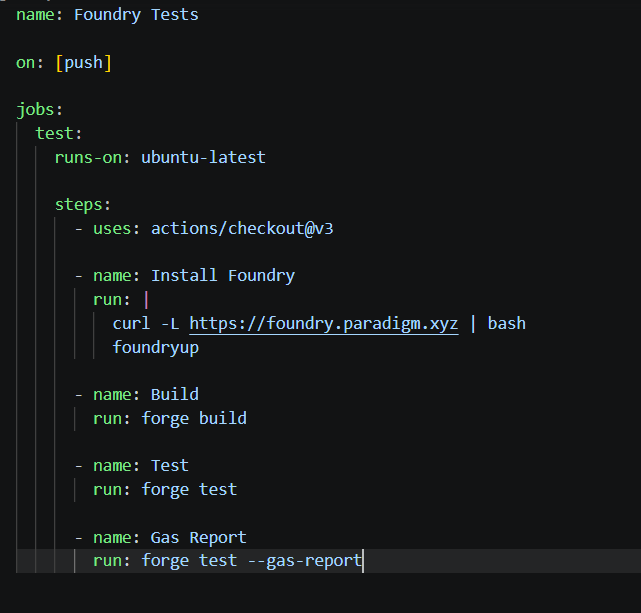 name: Foundry Tests
on: [push]
jobs:
test:
runs-on: ubuntu-latest
steps:
- uses: actions/checkout@v3
- name: Install Foundry
run: |
curl -L https://foundry.paradigm.xyz | bash
foundryup
- name: Build
run: forge build
- name: Test
run: forge test
- name: Gas Report
run: forge test --gas-report